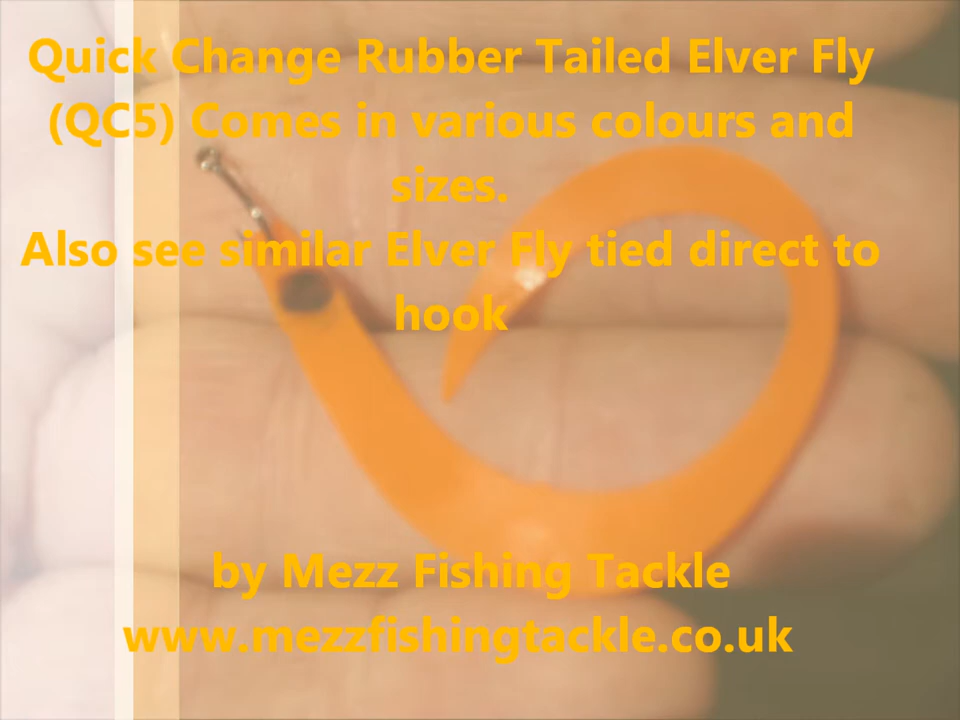 Quick Change Rubber Tailed Elver Fly
(QC5) Comes in various colours and
sizes.
Also see similar Elver Fly tied direct to
hook
by Mezz Fishing Tackle
www.mezzfishingtackle.co.uk